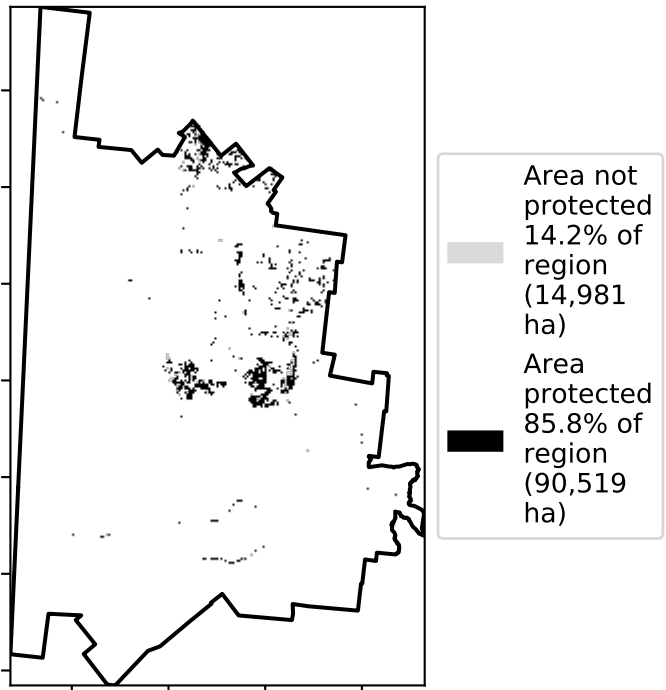 Area not
protected
14.2% of
region
(14,981
ha)
Area
protected
85.8% of
region
(90,519
ha)